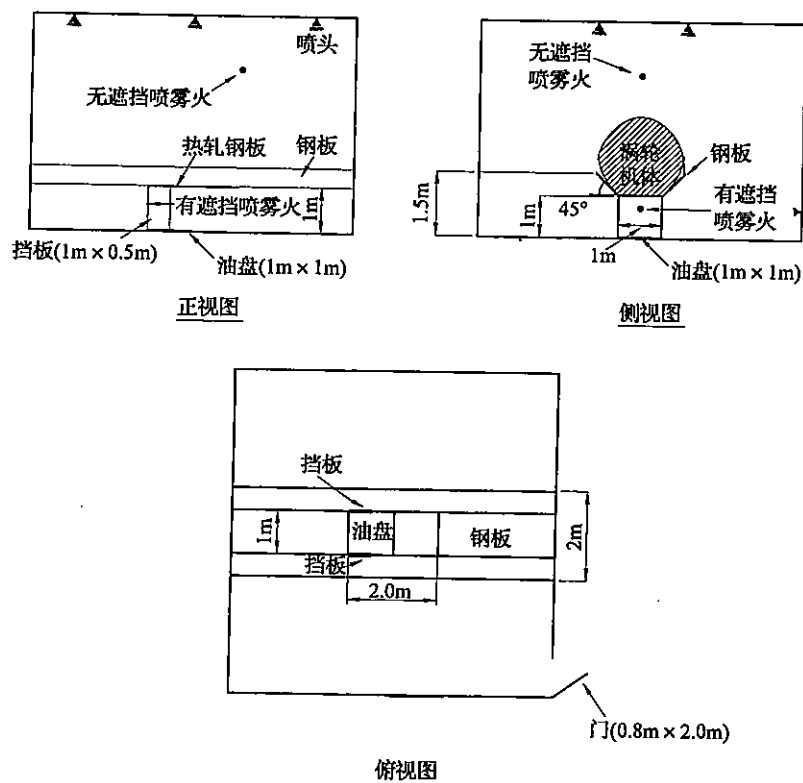 喷头
无遮挡喷雾火
热轧钢板
钢板
有遮挡喷雾火
1m
挡板(1m×0.5m)
油盘(1m×1m)
正视图
无遮挡
喷雾火
涡轮
机体
钢板
1.5m
1m
45°
有遮挡
喷雾火
1m
油盘(1m×1m)
侧视图
挡板
1m
油盘
钢板
2m
挡板
2.0m
门(0.8m×2.0m)
俯视图